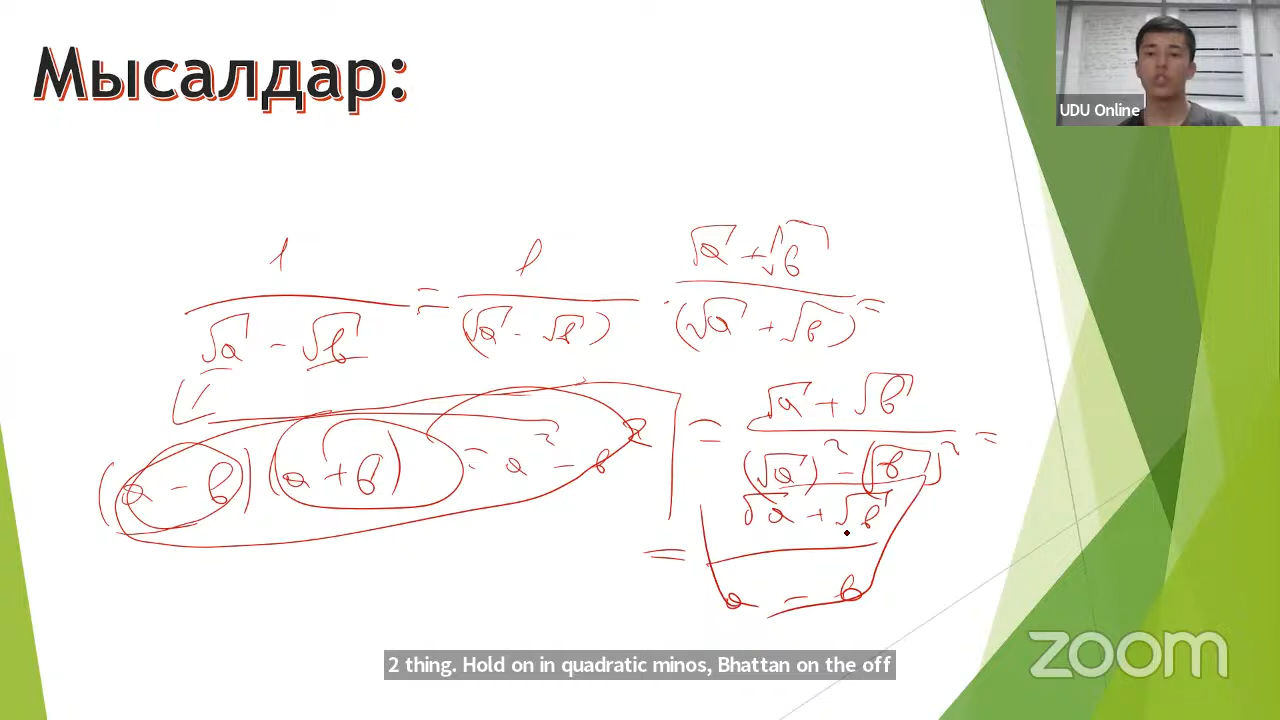 Мысалдар:
UDU Online
1/(√a − √b) = 1/(√a − √b) · (√a + √b)/(√a + √b) =
= (√a + √b)/((√a)² − (√b)²) =
(a − b)(a + b) = a² − b²
= (√a + √b)/(a − b)
2 thing. Hold on in quadratic minos, Bhattan on the off
zoom